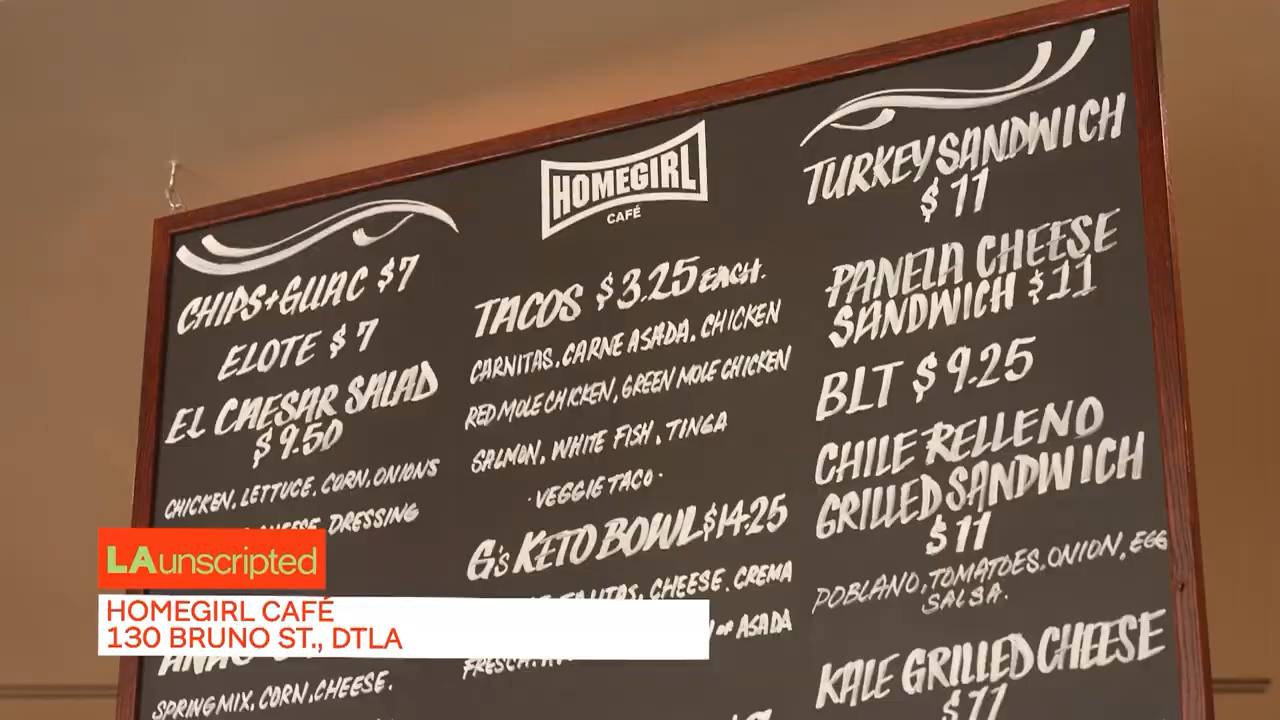 CHIPS+GUAC $7
ELOTE $7
EL CAESAR SALAD
$9.50
CHICKEN, LETTUCE, CORN, ONIONS
CHEESE, DRESSING
SPRING MIX, CORN, CHEESE.
HOMEGIRL
CAFÉ
TACOS $3.25 EACH.
CARNITAS, CARNE ASADA, CHICKEN
RED MOLE CHICKEN, GREEN MOLE CHICKEN
SALMON, WHITE FISH, TINGA
·VEGGIE TACO·
G's KETO BOWL $14.25
CHEESE, CREMA
or ASADA
TURKEY SANDWICH
$11
PANELA CHEESE
SANDWICH $11
BLT $9.25
CHILE RELLENO
GRILLED SANDWICH
$11
POBLANO, TOMATOES, ONION, EGG
SALSA.
KALE GRILLED CHEESE
$11
LAunscripted
HOMEGIRL CAFÉ
130 BRUNO ST., DTLA